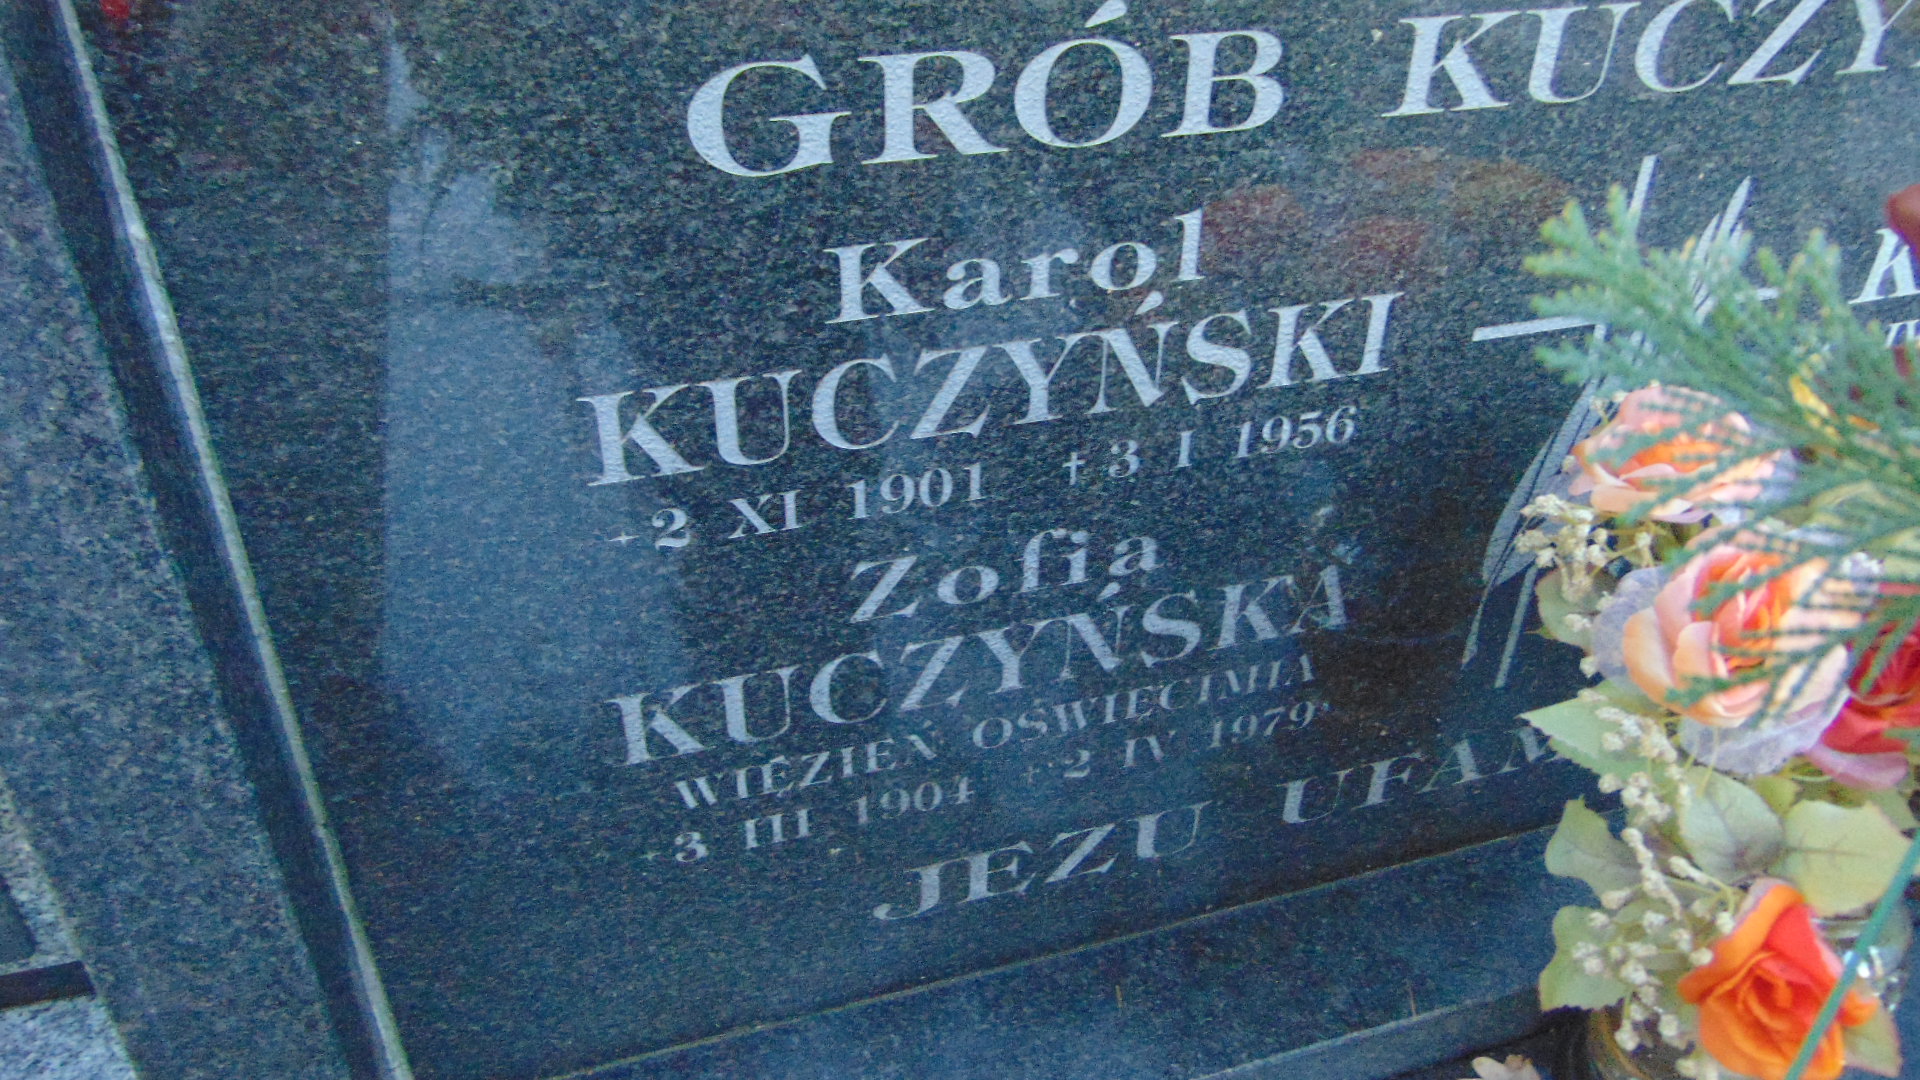 GRÓB KUCZY
Karol
KUCZYŃSKI
2 XI 1901 † 3 I 1956
Zofia
KUCZYŃSKA
WIĘZIEŃ OŚWIĘCIMIA
3 III 1904 2 IV 1979
JEZU UFAM
K